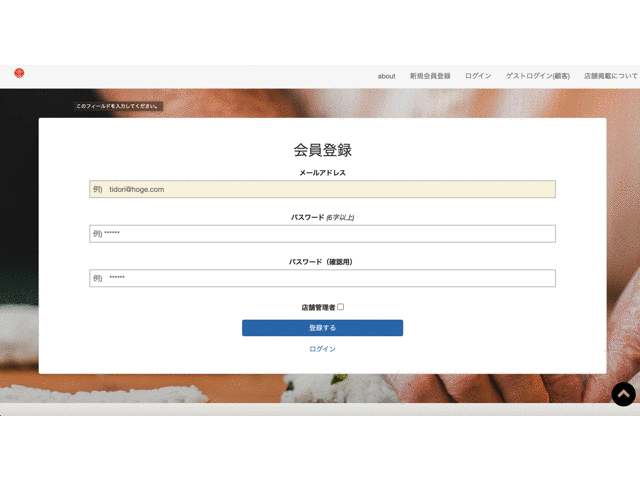 about 新規会員登録 ログイン ゲストログイン(顧客) 店舗掲載について
このフィールドを入力してください。
会員登録
メールアドレス
例) tidori@hoge.com
パスワード (6字以上)
例) ******
パスワード（確認用）
例) ******
店舗管理者
登録する
ログイン